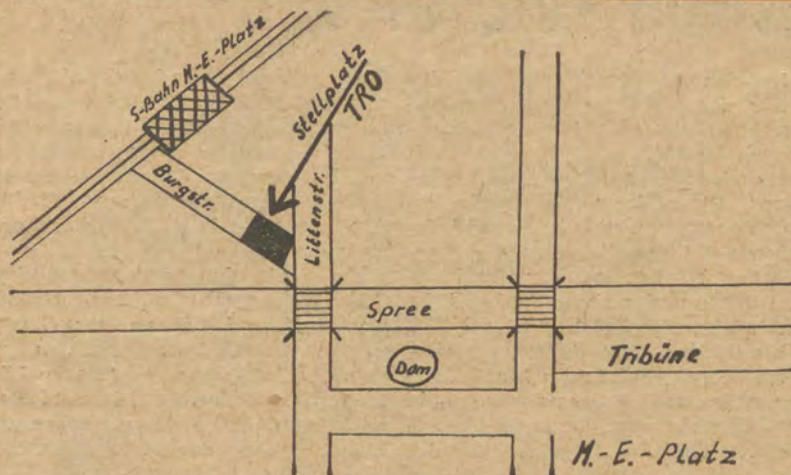 S-Bahn M.-E.-Platz
Stellplatz
TRO
Burgstr.
Littenstr.
Spree
Dom
Tribüne
M.-E.-Platz